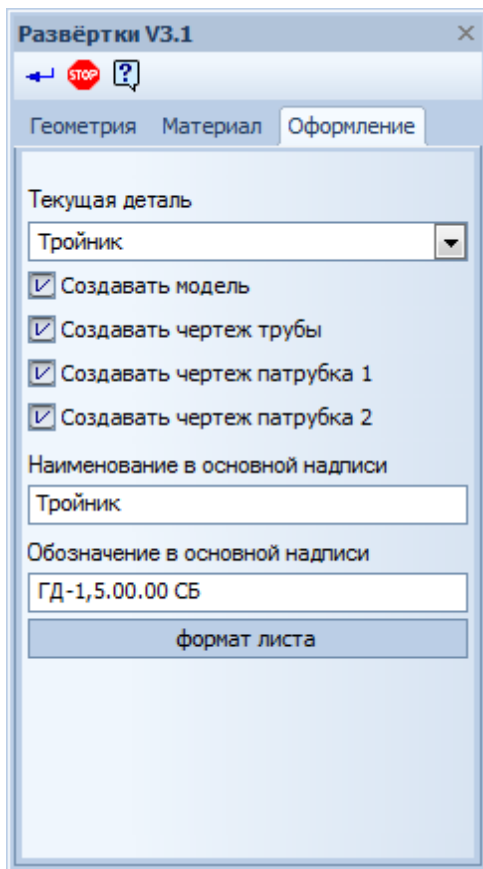 Развёртки V3.1
STOP
Геометрия Материал Оформление
Текущая деталь
Тройник
Создавать модель
Создавать чертеж трубы
Создавать чертеж патрубка 1
Создавать чертеж патрубка 2
Наименование в основной надписи
Тройник
Обозначение в основной надписи
ГД-1,5.00.00 СБ
формат листа